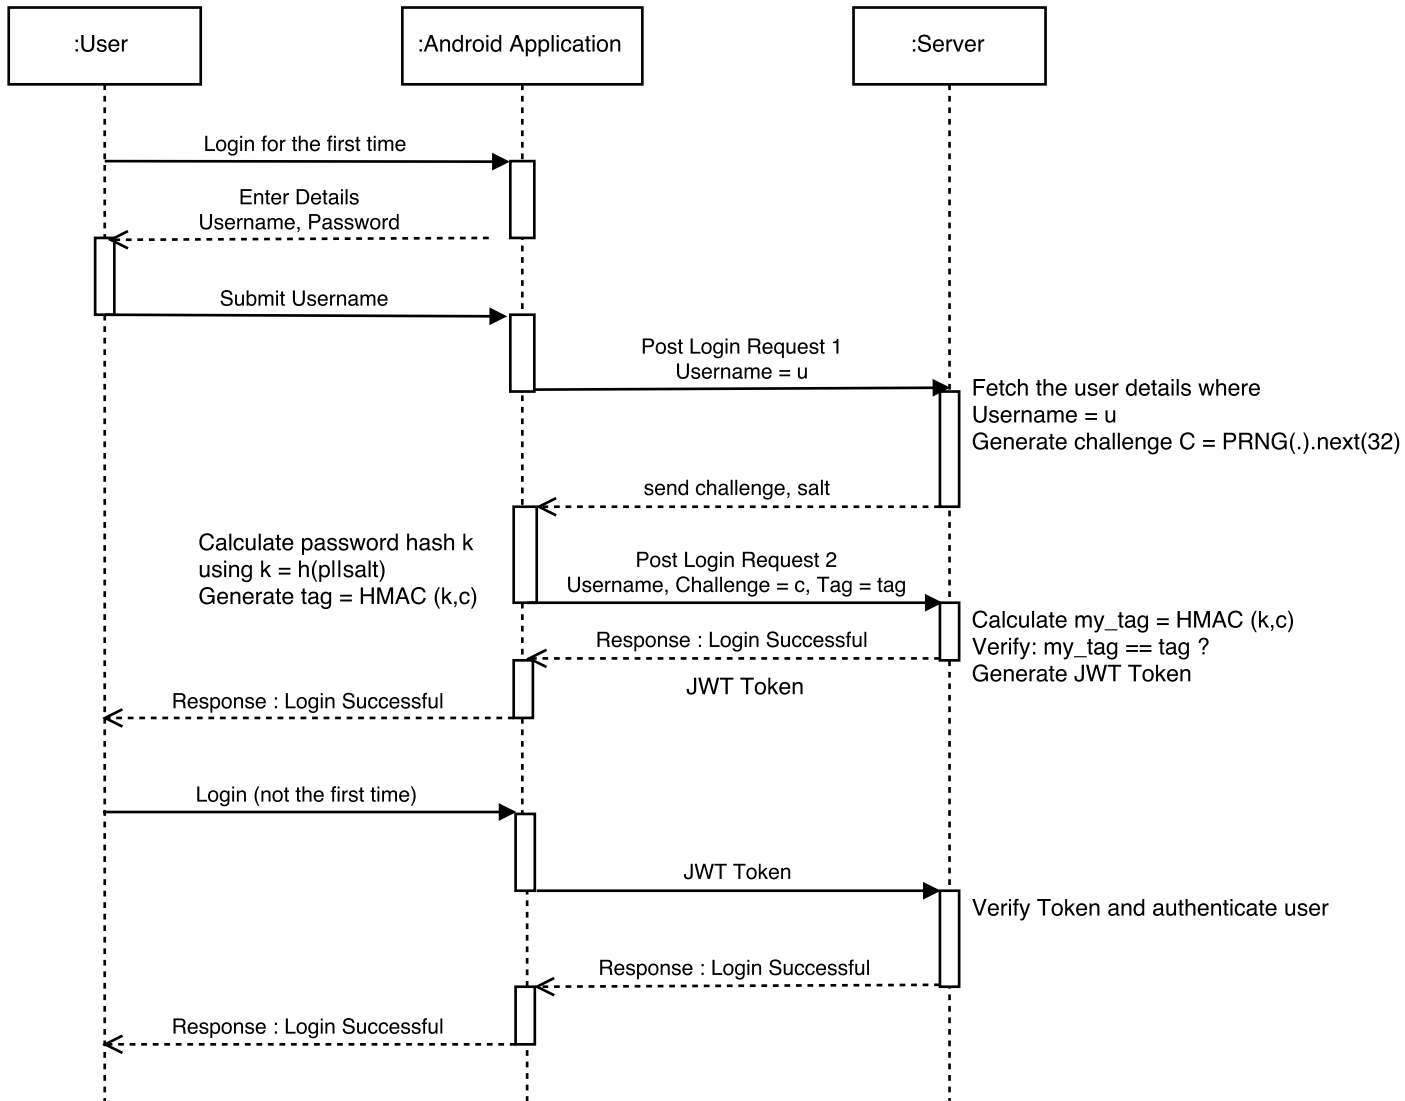 :User
:Android Application
:Server
Login for the first time
Enter Details
Username, Password
Submit Username
Post Login Request 1
Username = u
Fetch the user details where
Username = u
Generate challenge C = PRNG(.).next(32)
send challenge, salt
Calculate password hash k
using k = h(pllsalt)
Generate tag = HMAC (k,c)
Post Login Request 2
Username, Challenge = c, Tag = tag
Calculate my_tag = HMAC (k,c)
Verify: my_tag == tag ?
Generate JWT Token
Response : Login Successful
JWT Token
Response : Login Successful
Login (not the first time)
JWT Token
Verify Token and authenticate user
Response : Login Successful
Response : Login Successful